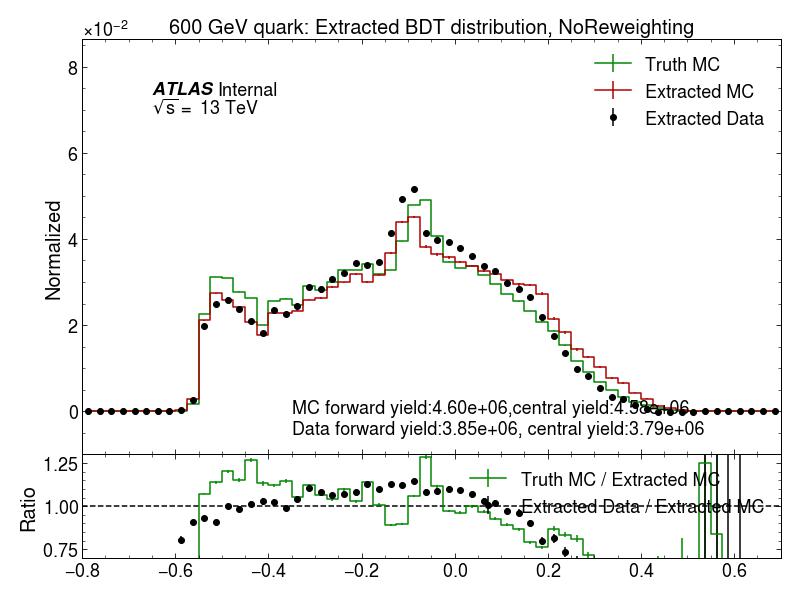 ×10⁻²
600 GeV quark: Extracted BDT distribution, NoReweighting
ATLAS Internal
√s = 13 TeV
Truth MC
Extracted MC
Extracted Data
Normalized
8
6
4
2
0
MC forward yield:4.60e+06,central yield:4.58e+06
Data forward yield:3.85e+06, central yield:3.79e+06
Truth MC / Extracted MC
Extracted Data / Extracted MC
Ratio
1.25
1.00
0.75
−0.8 −0.6 −0.4 −0.2 0.0 0.2 0.4 0.6